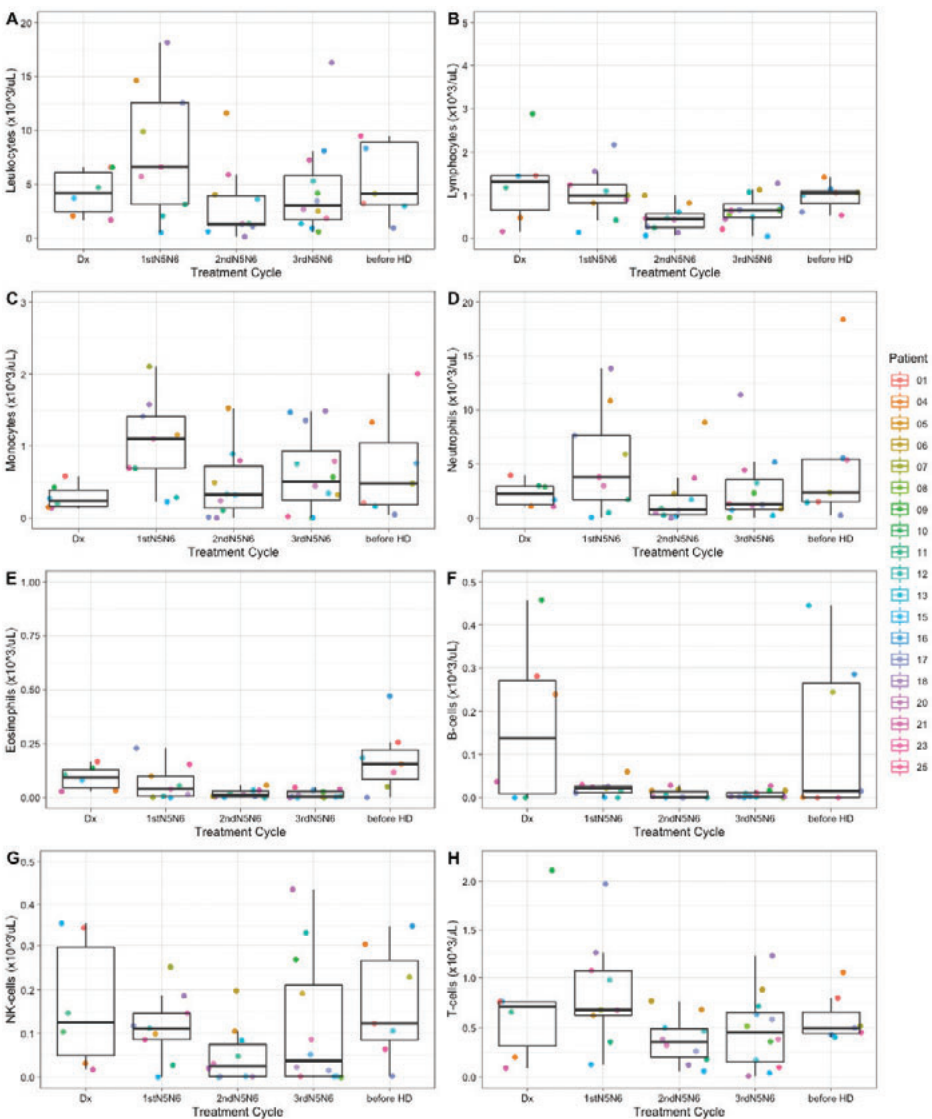 A
20
15
10
5
0
Leukocytes (x10^3/uL)
Dx 1stN5N6 2ndN5N6 3rdN5N6 before HD
Treatment Cycle
B
5
4
3
2
1
0
Lymphocytes (x10^3/uL)
Dx 1stN5N6 2ndN5N6 3rdN5N6 before HD
Treatment Cycle
C
3
2
1
0
Monocytes (x10^3/uL)
Dx 1stN5N6 2ndN5N6 3rdN5N6 before HD
Treatment Cycle
D
20
15
10
5
0
Neutrophils (x10^3/uL)
Dx 1stN5N6 2ndN5N6 3rdN5N6 before HD
Treatment Cycle
E
1.00
0.75
0.50
0.25
0.00
Eosinophils (x10^3/uL)
Dx 1stN5N6 2ndN5N6 3rdN5N6 before HD
Treatment Cycle
F
0.5
0.4
0.3
0.2
0.1
0.0
B-cells (x10^3/uL)
Dx 1stN5N6 2ndN5N6 3rdN5N6 before HD
Treatment Cycle
G
0.5
0.4
0.3
0.2
0.1
0.0
NK-cells (x10^3/uL)
Dx 1stN5N6 2ndN5N6 3rdN5N6 before HD
Treatment Cycle
H
2.0
1.5
1.0
0.5
0.0
T-cells (x10^3/uL)
Dx 1stN5N6 2ndN5N6 3rdN5N6 before HD
Treatment Cycle
Patient
01
04
05
06
07
08
09
10
11
12
13
15
16
17
18
20
21
23
25